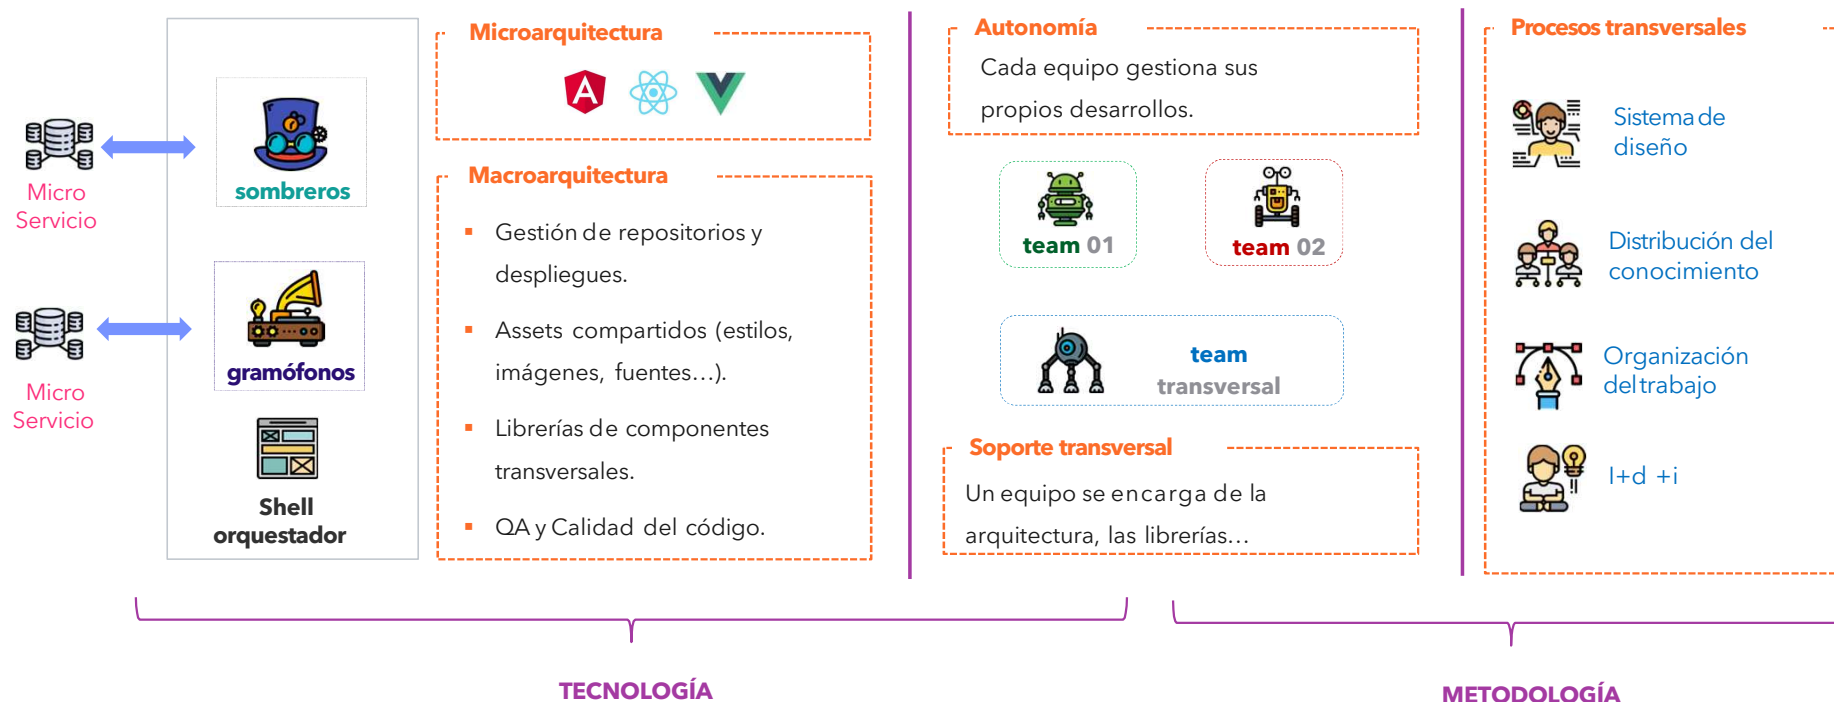 Micro
Servicio
Micro
Servicio
sombreros
gramófonos
Shell
orquestador
Microarquitectura
Macroarquitectura
▪ Gestión de repositorios y
despliegues.
▪ Assets compartidos (estilos,
imágenes, fuentes…).
▪ Librerías de componentes
transversales.
▪ QA y Calidad del código.
Autonomía
Cada equipo gestiona sus
propios desarrollos.
team 01
team 02
team
transversal
Soporte transversal
Un equipo se encarga de la
arquitectura, las librerías…
Procesos transversales
Sistema de
diseño
Distribución del
conocimiento
Organización
del trabajo
I+d +i
TECNOLOGÍA
METODOLOGÍA